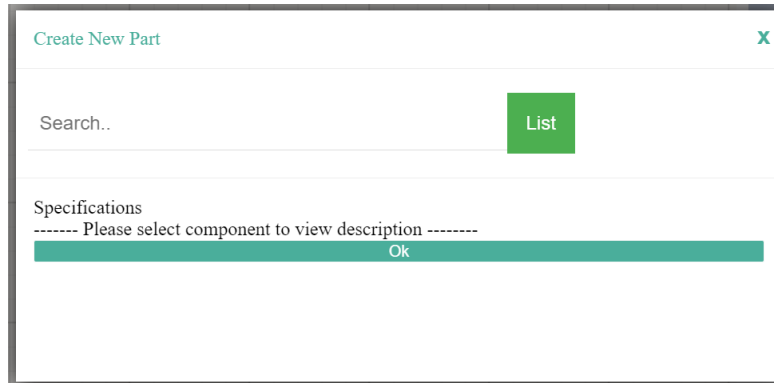 Create New Part
X
Search..
List
Specifications
------- Please select component to view description --------
Ok